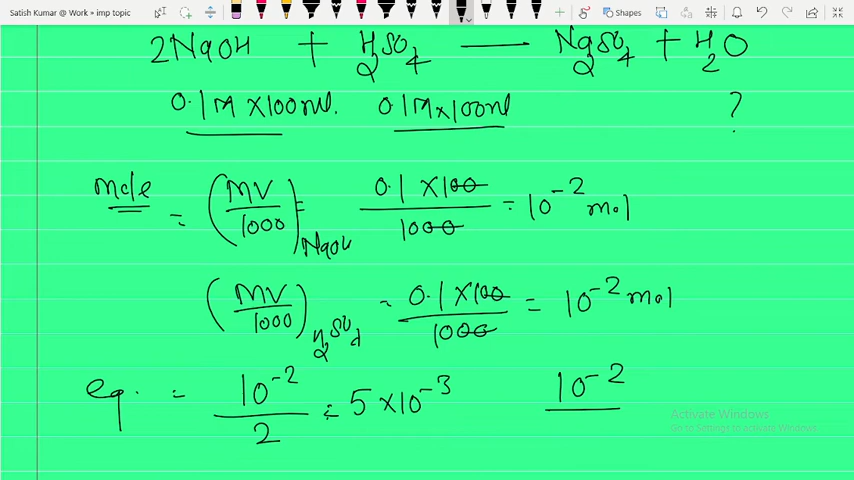 Satish Kumar @ Work » imp topic
Shapes
2NaOH + H2SO4 — Na2SO4 + H2O
0.1M×100ml. 0.1M×100ml ?
mole = (MV/1000)NaOH = 0.1×100/1000 = 10^-2 mol
(MV/1000)H2SO4 = 0.1×100/1000 = 10^-2 mol
eq. = 10^-2/2 = 5×10^-3 10^-2
Activate Windows
Go to Settings to activate Windows.